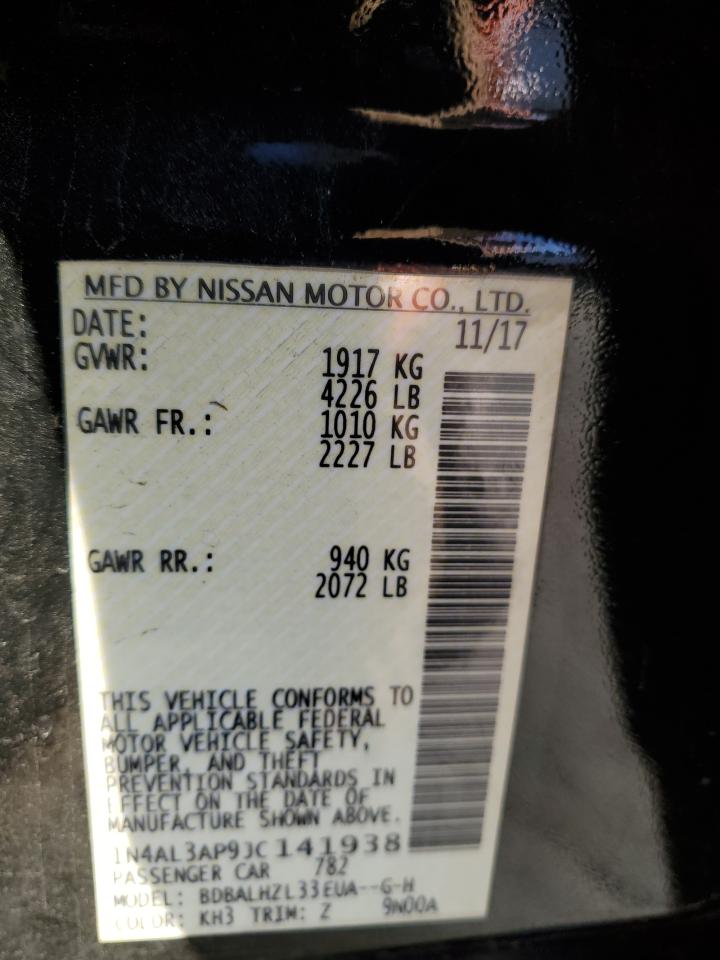 MFD BY NISSAN MOTOR CO., LTD.
DATE: 11/17
GVWR: 1917 KG
4226 LB
GAWR FR.: 1010 KG
2227 LB
GAWR RR.: 940 KG
2072 LB
THIS VEHICLE CONFORMS TO
ALL APPLICABLE FEDERAL
MOTOR VEHICLE SAFETY,
BUMPER, AND THEFT
PREVENTION STANDARDS IN
EFFECT ON THE DATE OF
MANUFACTURE SHOWN ABOVE.
1N4AL3AP9JC141938
PASSENGER CAR 782
MODEL: BDBALHZL33EUA--G-H
COLOR: KH3 TRIM: Z 9N00A